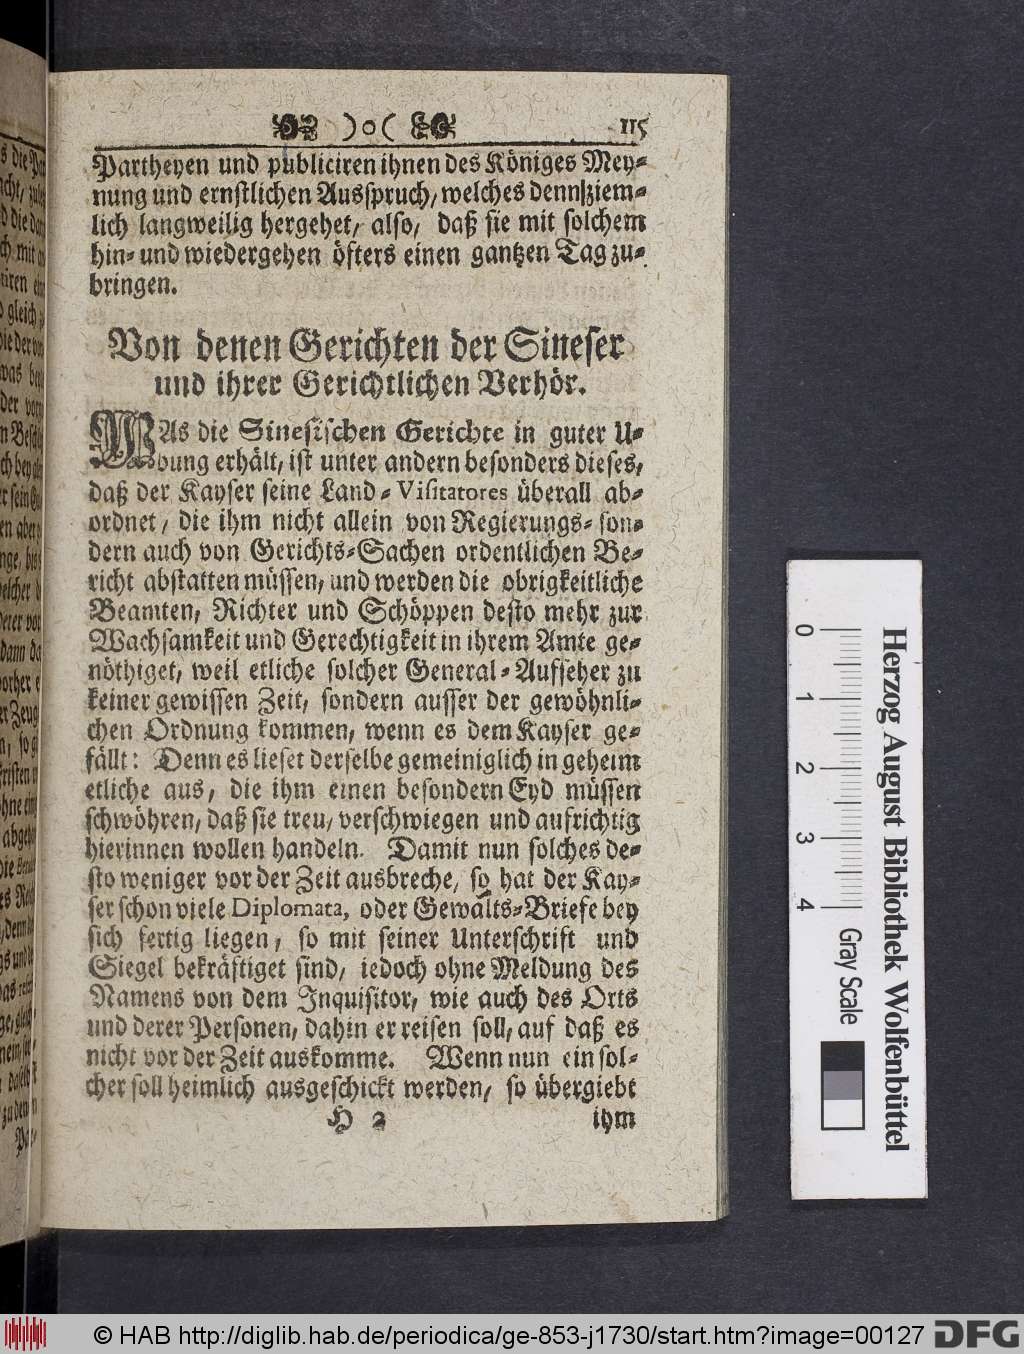 )o( 115
Partheyen und publiciren ihnen des Königes Mey-
nung und ernstlichen Ausspruch, welches denn ziem-
lich langweilig hergehet, also, daß sie mit solchem
hin- und wiedergehen öfters einen gantzen Tag zu-
bringen.
Von denen Gerichten der Sineser
und ihrer Gerichtlichen Verhör.
WAs die Sinesischen Gerichte in guter U-
bung erhält, ist unter andern besonders dieses,
daß der Kayser seine Land-Visitatores überall ab-
ordnet, die ihm nicht allein von Regierungs- son-
dern auch von Gerichts-Sachen ordentlichen Be-
richt abstatten müssen, und werden die obrigkeitliche
Beamten, Richter und Schöppen desto mehr zur
Wachsamkeit und Gerechtigkeit in ihrem Amte ge-
nöthiget, weil etliche solcher General-Aufseher zu
keiner gewissen Zeit, sondern ausser der gewöhnli-
chen Ordnung kommen, wenn es dem Kayser ge-
fällt: Denn es lieset derselbe gemeiniglich in geheim
etliche aus, die ihm einen besondern Eyd müssen
schwöhren, daß sie treu, verschwiegen und aufrichtig
hierinnen wollen handeln. Damit nun solches de-
sto weniger vor der Zeit ausbreche, so hat der Kay-
ser schon viele Diplomata, oder Gewalts-Briefe bey
sich fertig liegen, so mit seiner Unterschrift und
Siegel bekräftiget sind, iedoch ohne Meldung des
Namens von dem Inquisitor, wie auch des Orts
und derer Personen, dahin er reisen soll, auf daß es
nicht vor der Zeit auskomme. Wenn nun ein sol-
cher soll heimlich ausgeschickt werden, so übergiebt
H 2 ihm
0 1 2 3 4
Gray Scale
Herzog August Bibliothek Wolfenbüttel
© HAB http://diglib.hab.de/periodica/ge-853-j1730/start.htm?image=00127 DFG